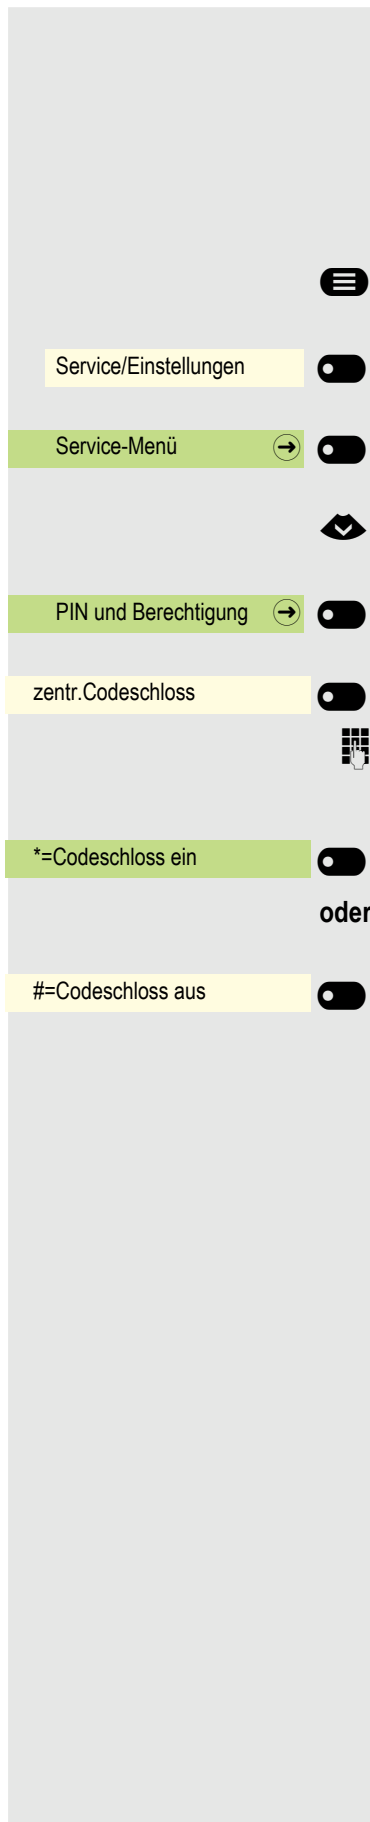 Service/Einstellungen
Service-Menü
PIN und Berechtigung
zentr.Codeschloss
*=Codeschloss ein
oder
#=Codeschloss aus